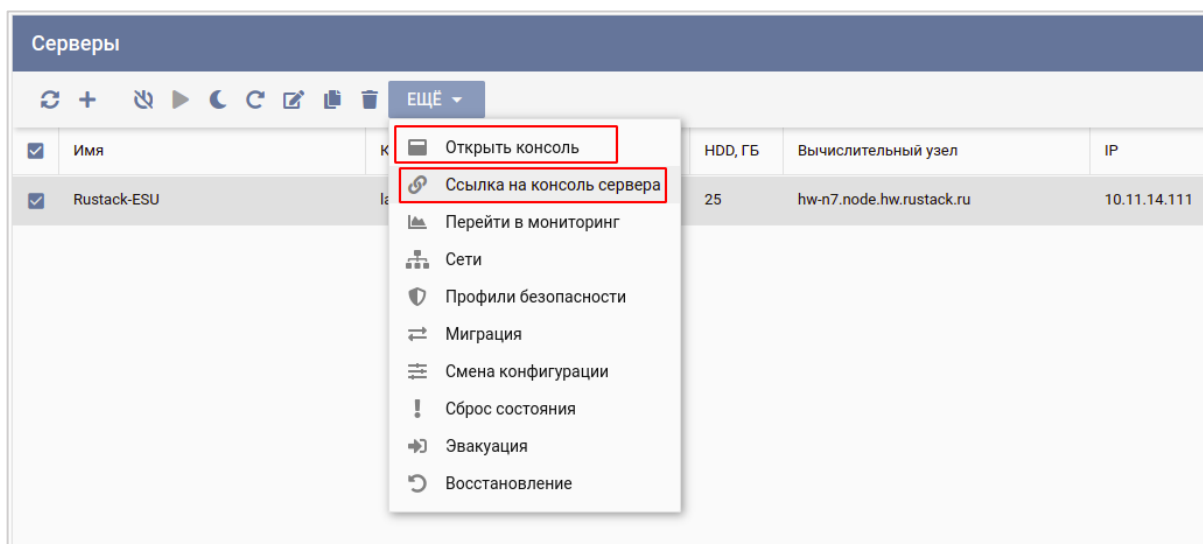 Серверы
ЕЩЁ
Имя HDD, ГБ Вычислительный узел IP
Rustack-ESU 25 hw-n7.node.hw.rustack.ru 10.11.14.111
Открыть консоль
Ссылка на консоль сервера
Перейти в мониторинг
Сети
Профили безопасности
Миграция
Смена конфигурации
Сброс состояния
Эвакуация
Восстановление